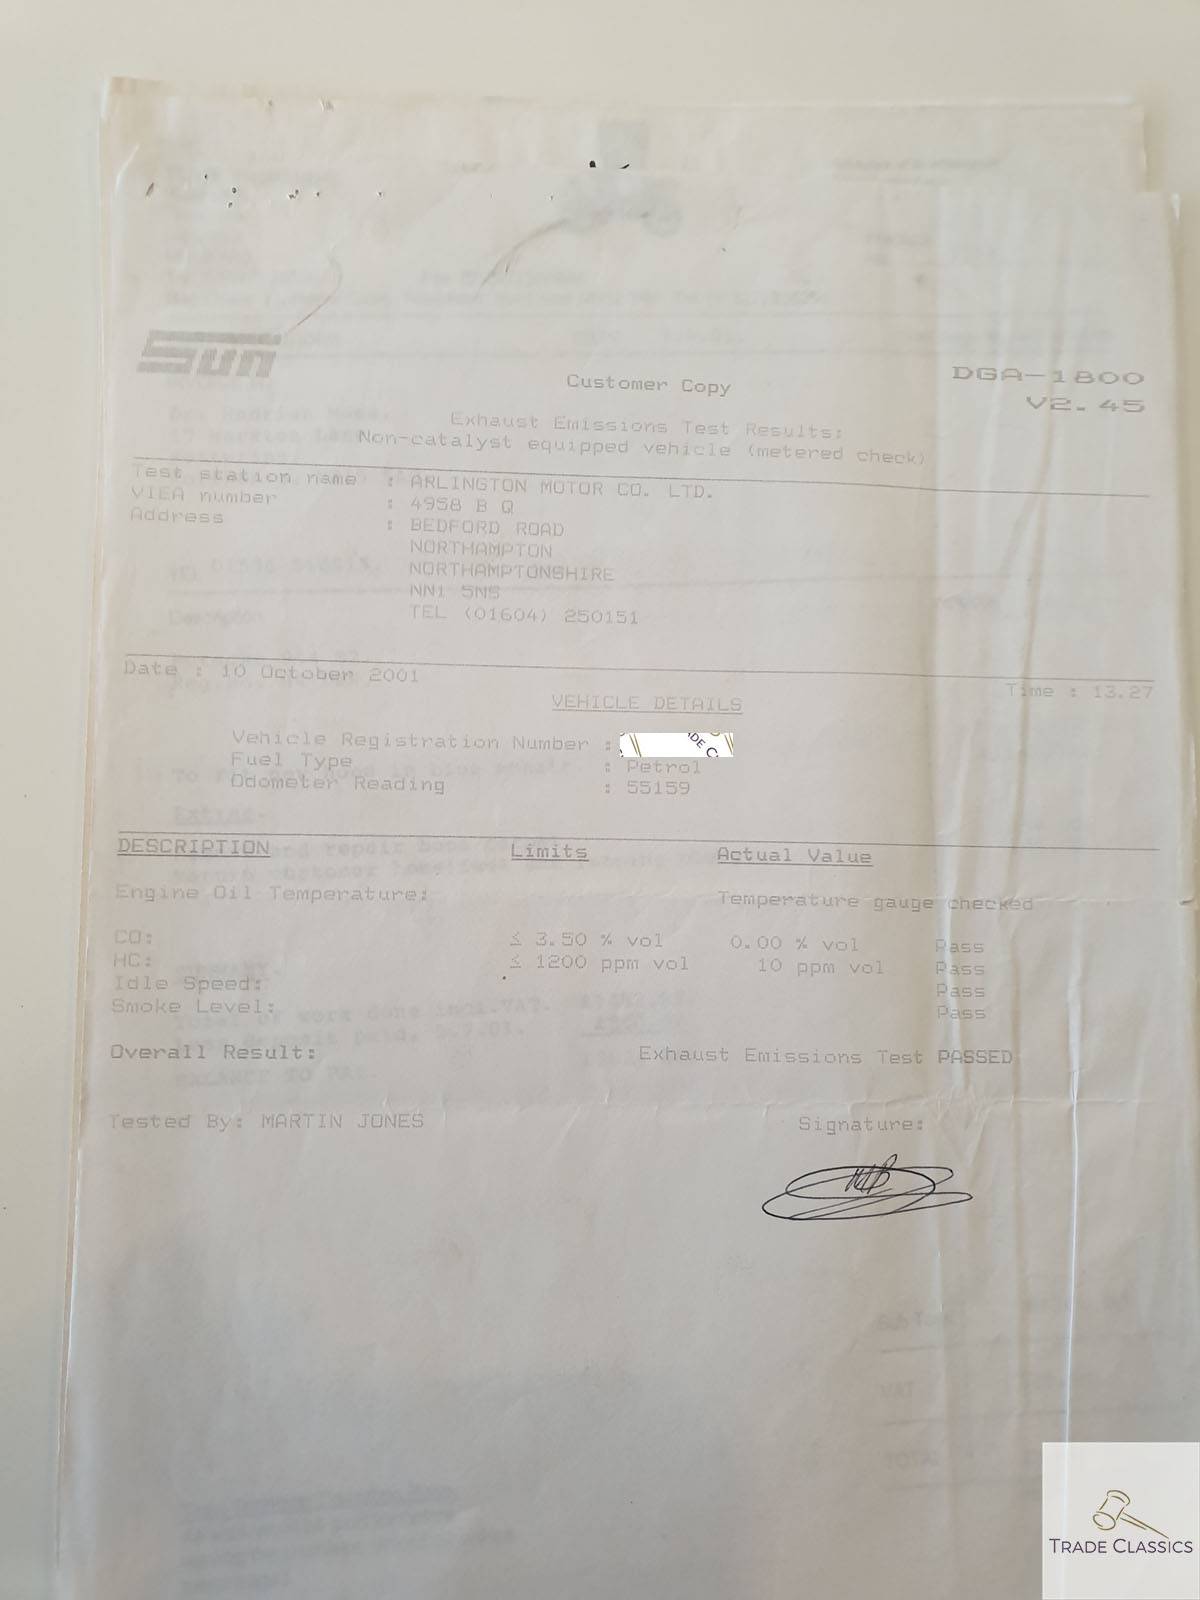 Sun
DGA-1800
Customer Copy
V2.45
Exhaust Emissions Test Results:
Non-catalyst equipped vehicle (metered check)
Test station name : ARLINGTON MOTOR CO. LTD.
VIEA number : 4958 B Q
Address : BEDFORD ROAD
NORTHAMPTON
NORTHAMPTONSHIRE
NN1 5NS
TEL (01604) 250151
Date : 10 October 2001
Time : 13.27
VEHICLE DETAILS
Vehicle Registration Number :
Fuel Type : Petrol
Odometer Reading : 55159
DESCRIPTION Limits Actual Value
Engine Oil Temperature: Temperature gauge checked
CO: ≤ 3.50 % vol 0.00 % vol Pass
HC: ≤ 1200 ppm vol 10 ppm vol Pass
Idle Speed: Pass
Smoke Level: Pass
Overall Result: Exhaust Emissions Test PASSED
Tested By: MARTIN JONES Signature:
Description
Sub Total
VAT
TOTAL
TRADE CLASSICS